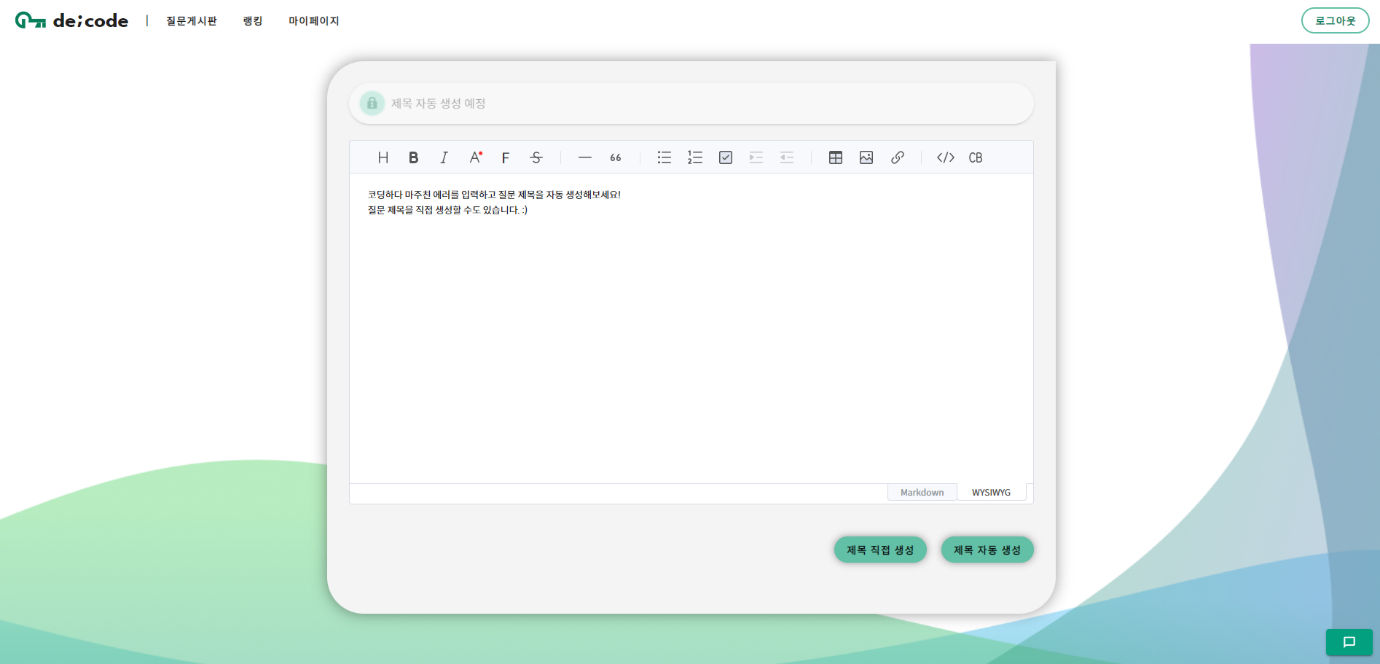 de;code | 질문게시판 랭킹 마이페이지 로그아웃
제목 자동 생성 예정
H B I A F S 66 </> CB
코딩하다 마주친 에러를 입력하고 질문 제목을 자동 생성해보세요!
질문 제목을 직접 생성할 수도 있습니다. :)
Markdown WYSIWYG
제목 직접 생성 제목 자동 생성